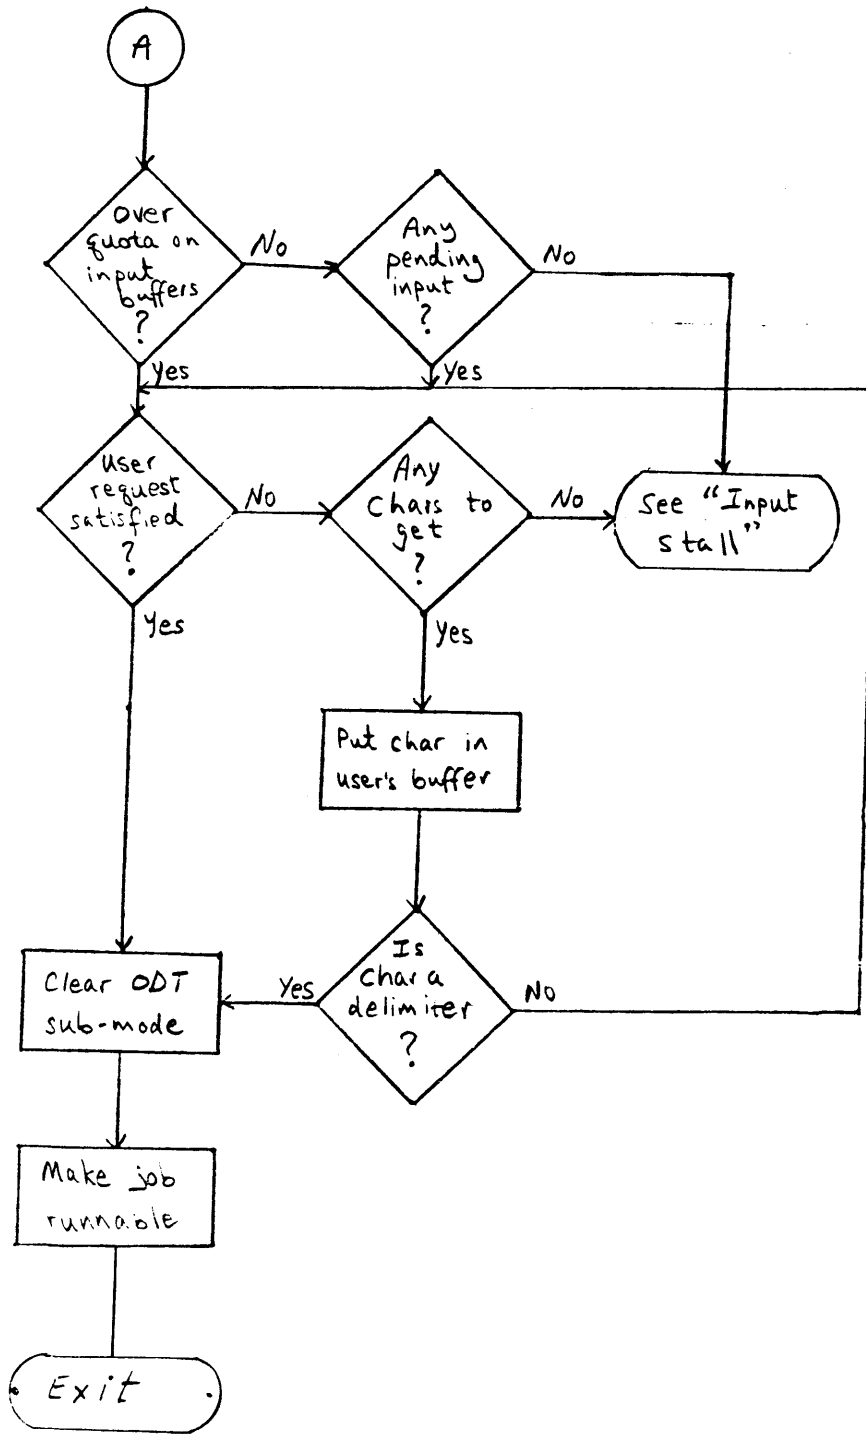 A
Over
quota on
input
buffers
?
No
Any
pending
input
?
No
Yes
Yes
User
request
satisfied
?
No
Any
Chars to
get
?
No
See “Input
stall”
Yes
Yes
Put char in
user's buffer
Is
Char a
delimiter
?
Yes
No
Clear ODT
sub-mode
Make job
runnable
Exit